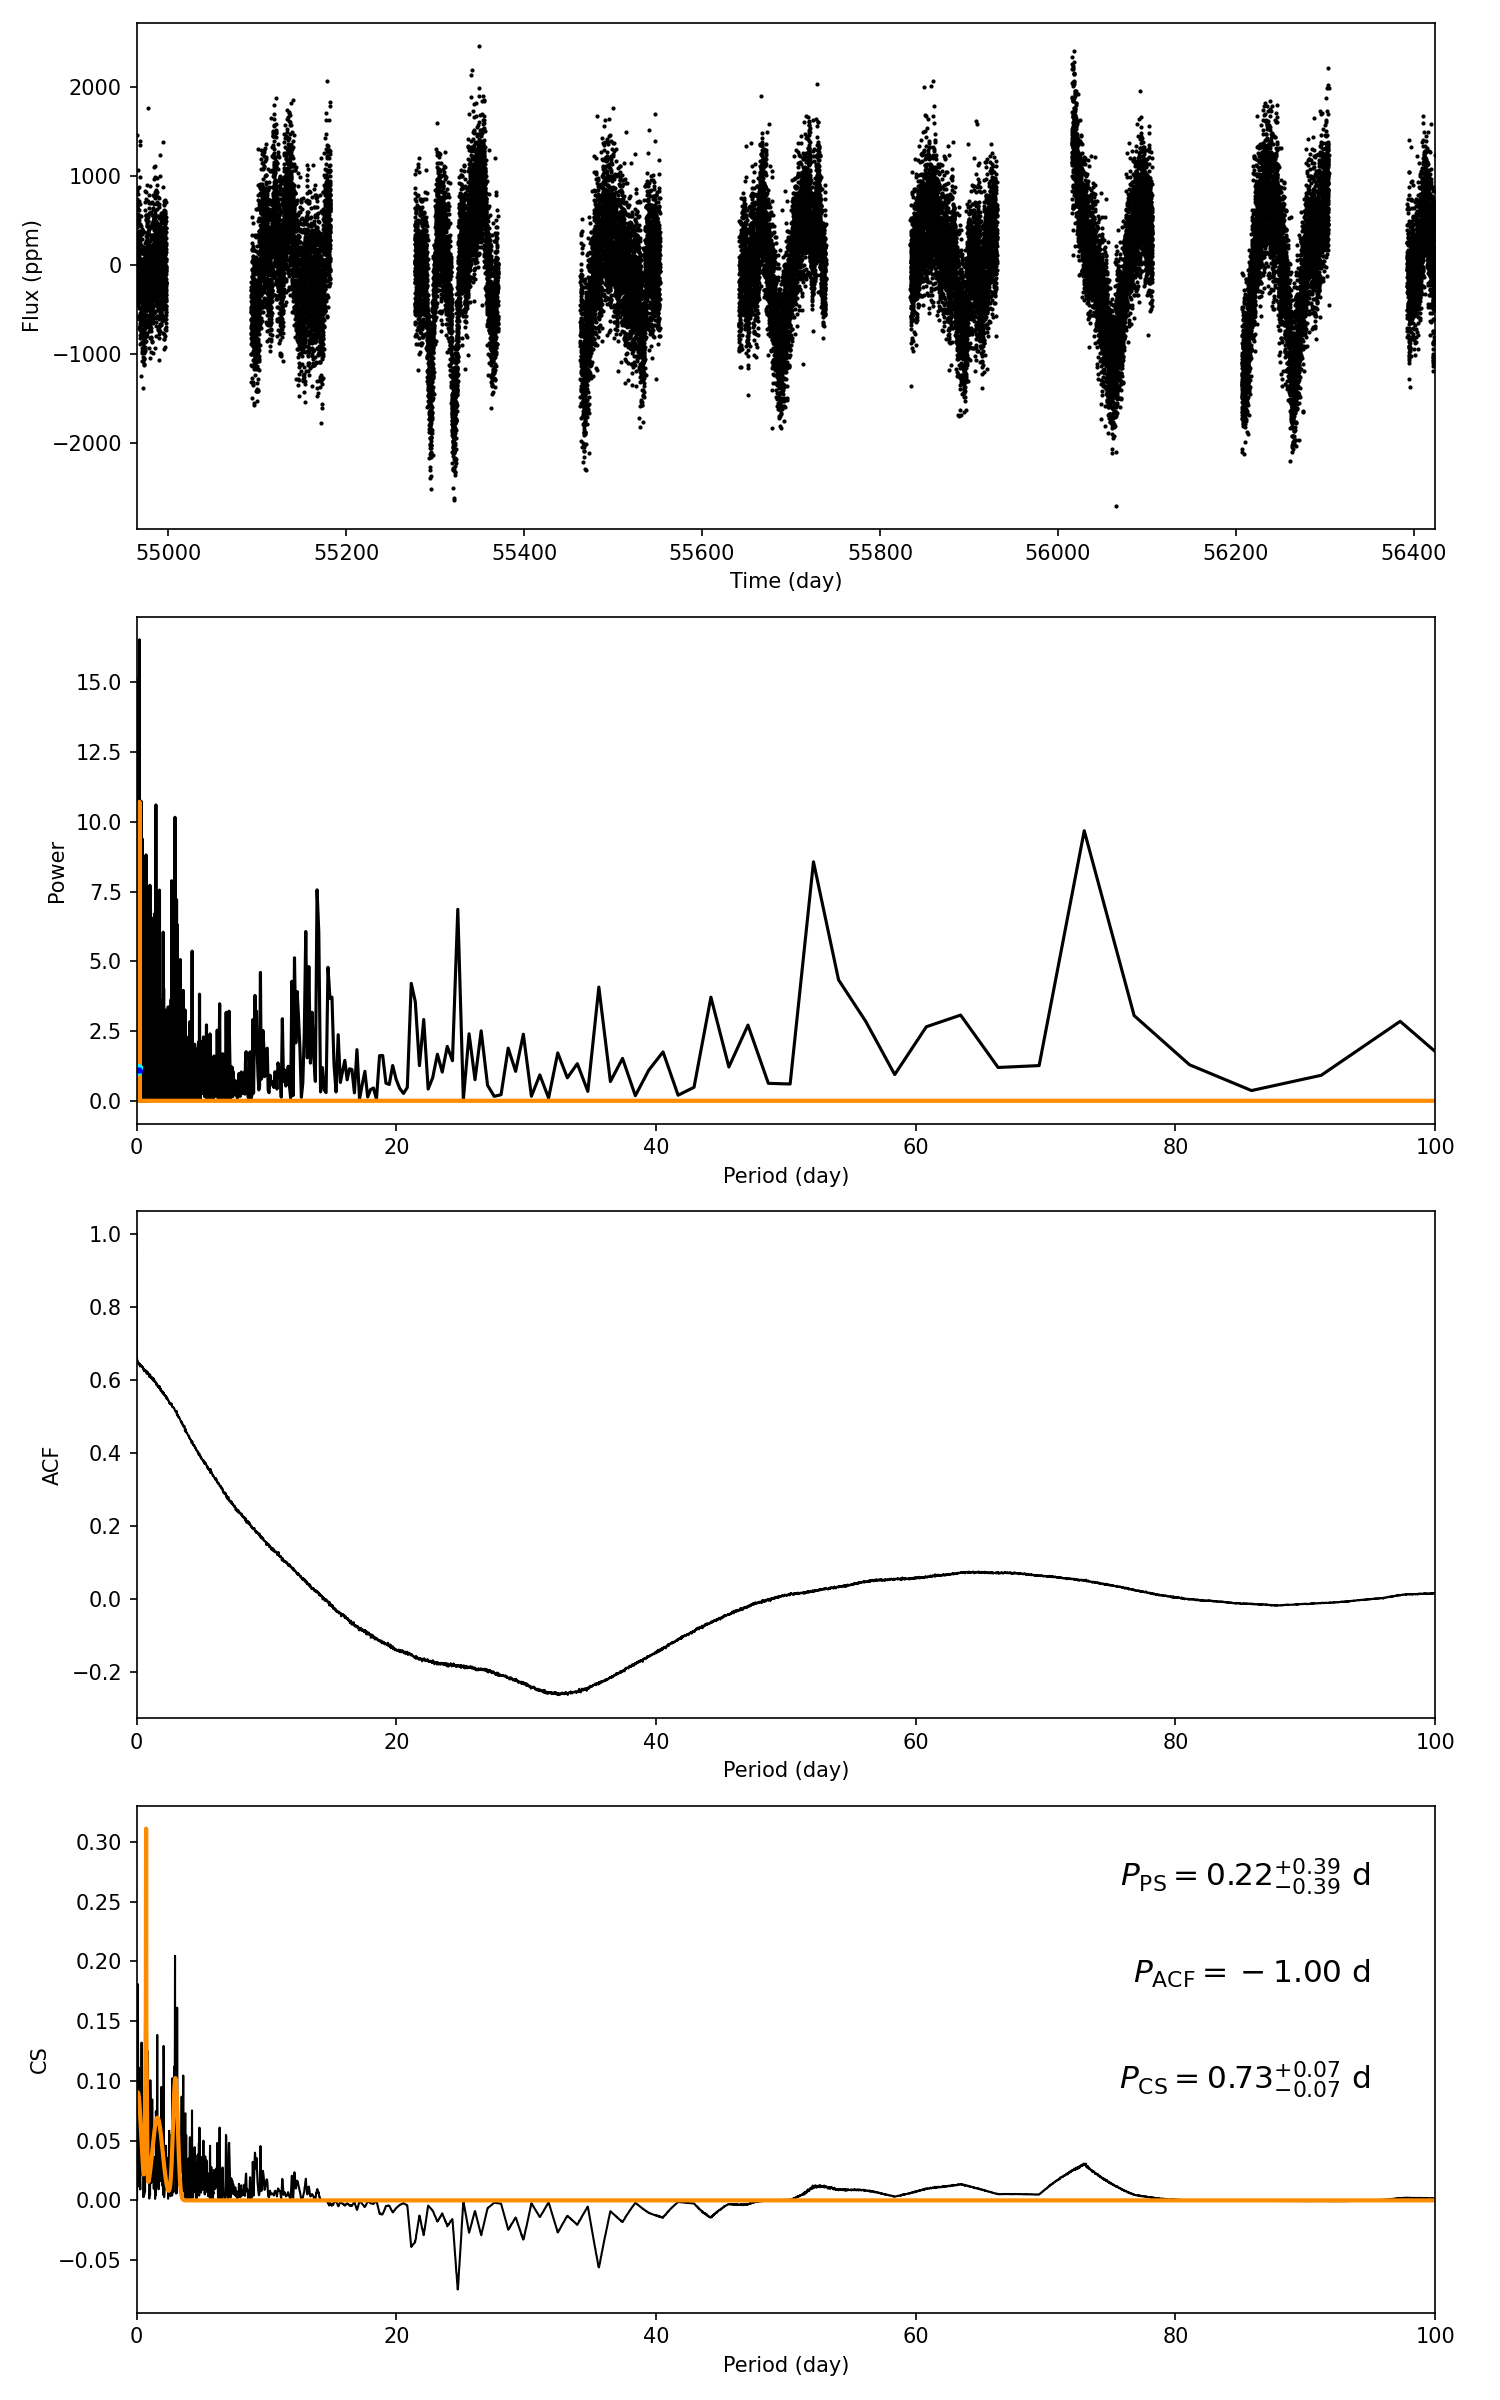 2000
1000
0
−1000
−2000
Flux (ppm)
55000 55200 55400 55600 55800 56000 56200 56400
Time (day)
15.0
12.5
10.0
7.5
5.0
2.5
0.0
Power
0 20 40 60 80 100
Period (day)
1.0
0.8
0.6
0.4
0.2
0.0
−0.2
ACF
0 20 40 60 80 100
Period (day)
0.30
0.25
0.20
0.15
0.10
0.05
0.00
−0.05
CS
P_PS = 0.22^{+0.39}_{−0.39} d
P_ACF = −1.00 d
P_CS = 0.73^{+0.07}_{−0.07} d
0 20 40 60 80 100
Period (day)